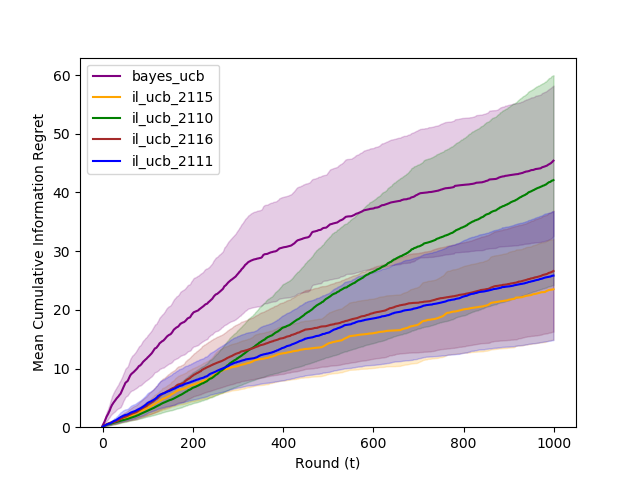 bayes_ucb
il_ucb_2115
il_ucb_2110
il_ucb_2116
il_ucb_2111
Mean Cumulative Information Regret
60
50
40
30
20
10
0
0 200 400 600 800 1000
Round (t)